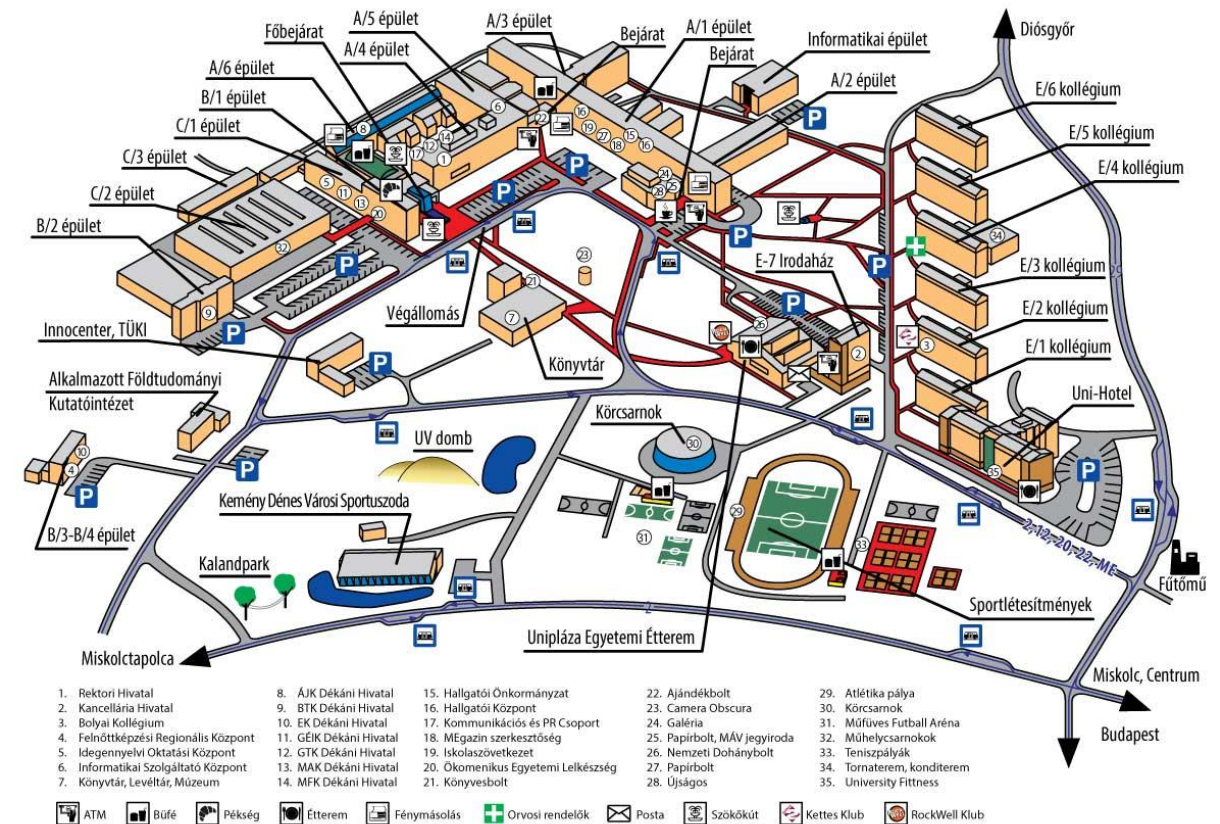 A/5 épület
A/3 épület
Bejárat
A/1 épület
Bejárat
Informatikai épület
Diósgyőr
Főbejárat
A/4 épület
A/2 épület
A/6 épület
B/1 épület
C/1 épület
C/3 épület
C/2 épület
B/2 épület
E/6 kollégium
E/5 kollégium
E/4 kollégium
E-7 Irodaház
E/3 kollégium
E/2 kollégium
E/1 kollégium
Uni-Hotel
Innocenter, TÜKI
Végállomás
Könyvtár
Alkalmazott Földtudományi
Kutatóintézet
UV domb
Körcsarnok
Kemény Dénes Városi Sportuszoda
B/3-B/4 épület
Kalandpark
2, 12, 20, 22, ME
Fűtőmű
Sportlétesítmények
Unipláza Egyetemi Étterem
Miskolctapolca
Miskolc, Centrum
Budapest
1. Rektori Hivatal
2. Kancellária Hivatal
3. Bolyai Kollégium
4. Felnőttképzési Regionális Központ
5. Idegennyelvi Oktatási Központ
6. Informatikai Szolgáltató Központ
7. Könyvtár, Levéltár, Múzeum
8. ÁJK Dékáni Hivatal
9. BTK Dékáni Hivatal
10. EK Dékáni Hivatal
11. GÉIK Dékáni Hivatal
12. GTK Dékáni Hivatal
13. MAK Dékáni Hivatal
14. MFK Dékáni Hivatal
15. Hallgatói Önkormányzat
16. Hallgatói Központ
17. Kommunikációs és PR Csoport
18. MEgazin szerkesztőség
19. Iskolaszövetkezet
20. Ökomenikus Egyetemi Lelkészség
21. Könyvesbolt
22. Ajándékbolt
23. Camera Obscura
24. Galéria
25. Papírbolt, MÁV jegyiroda
26. Nemzeti Dohánybolt
27. Papírbolt
28. Újságos
29. Atlétika pálya
30. Körcsarnok
31. Műfüves Futball Aréna
32. Műhelycsarnokok
33. Teniszpályák
34. Tornaterem, konditerem
35. University Fittness
ATM
Büfé
Pékség
Étterem
Fénymásolás
Orvosi rendelők
Posta
Szökőkút
Kettes Klub
RockWell Klub